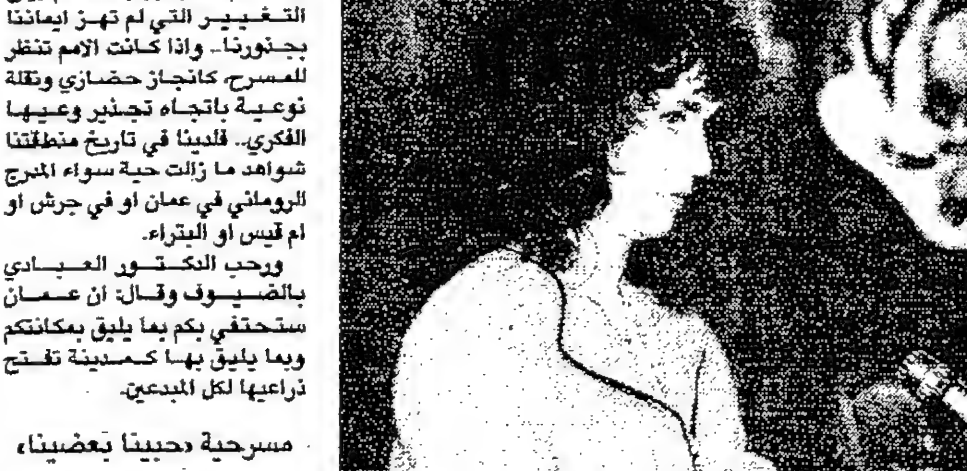 التغيير التي لم تهز ايماننا
بجذورنا.. واذا كانت الامم تنظر
للمسرح، كانجاز حضاري ونقلة
نوعية باتجاه تجذير وعيها
الفكري.. فلدينا في تاريخ منطقتنا
شواهد ما زالت حية سواء المدرج
الروماني في عمان او في جرش او
ام قيس او البتراء.
ورحب الدكتور العبادي
بالضيوف وقال: ان عمان
ستحتفي بكم بما يليق بمكانتكم
وبما يليق بها كمدينة تفتح
ذراعيها لكل المبدعين.
مسرحية «حبينا بعضينا»